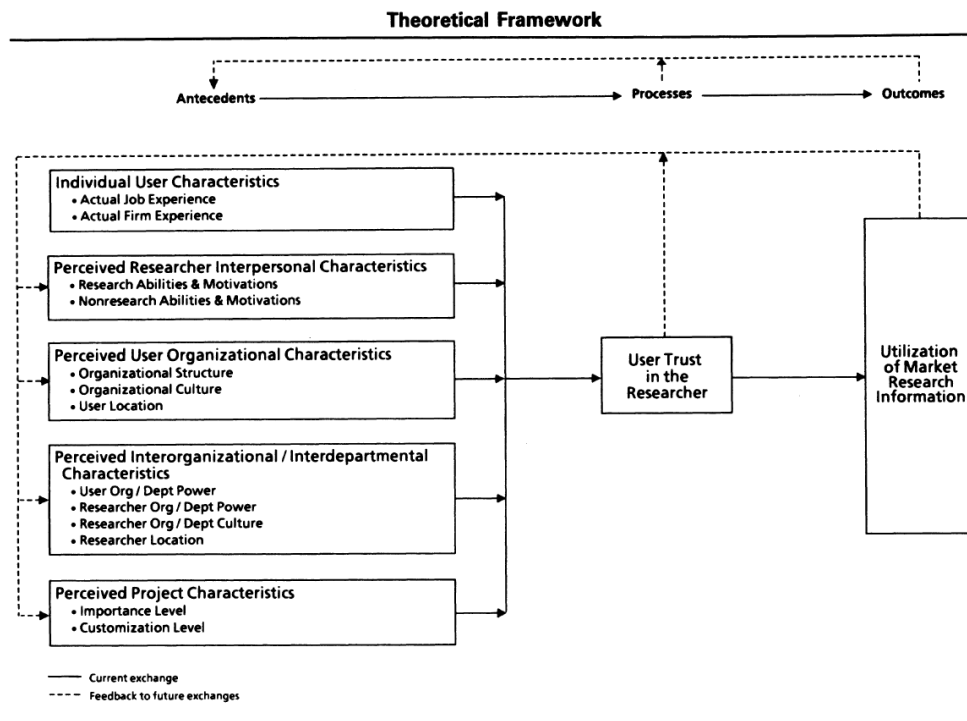 Theoretical Framework
Antecedents
Processes
Outcomes
Individual User Characteristics
• Actual Job Experience
• Actual Firm Experience
Perceived Researcher Interpersonal Characteristics
• Research Abilities & Motivations
• Nonresearch Abilities & Motivations
Perceived User Organizational Characteristics
• Organizational Structure
• Organizational Culture
• User Location
Perceived Interorganizational / Interdepartmental
Characteristics
• User Org / Dept Power
• Researcher Org / Dept Power
• Researcher Org / Dept Culture
• Researcher Location
Perceived Project Characteristics
• Importance Level
• Customization Level
User Trust
in the
Researcher
Utilization
of Market
Research
Information
Current exchange
Feedback to future exchanges